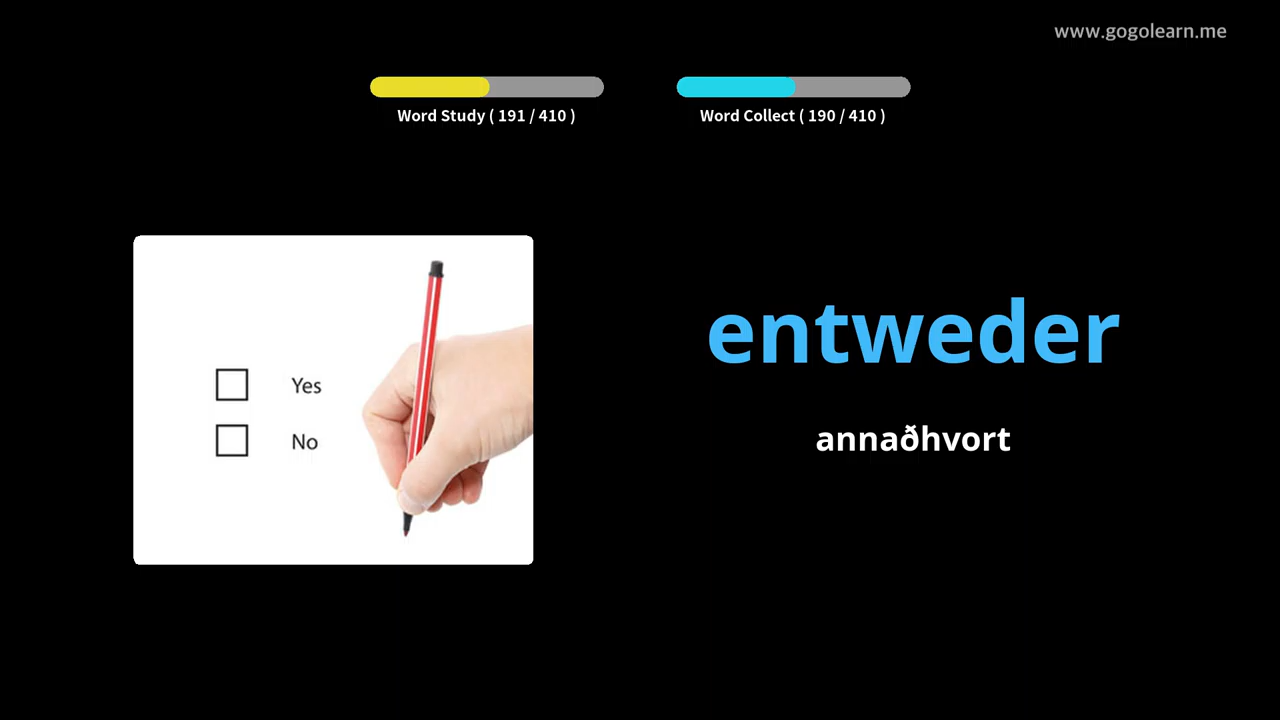 www.gogolearn.me
Word Study ( 191 / 410 )
Word Collect ( 190 / 410 )
Yes
No
entweder
annaðhvort